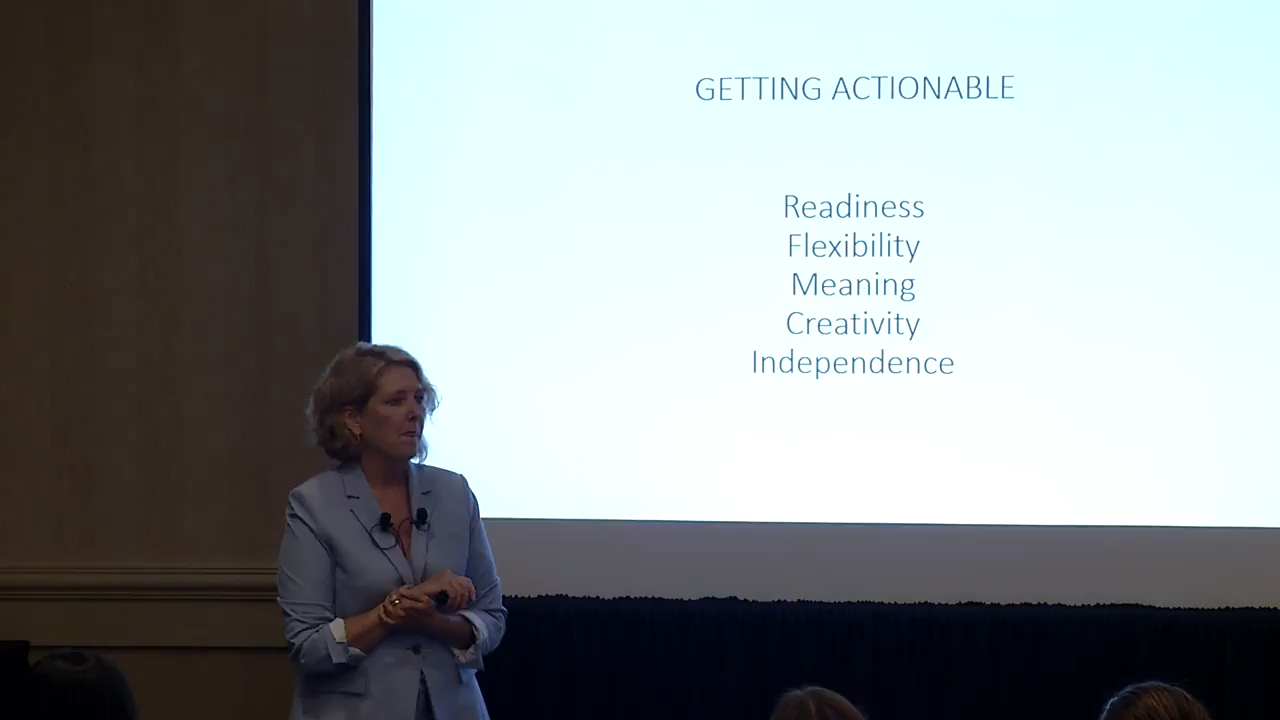 GETTING ACTIONABLE
Readiness
Flexibility
Meaning
Creativity
Independence